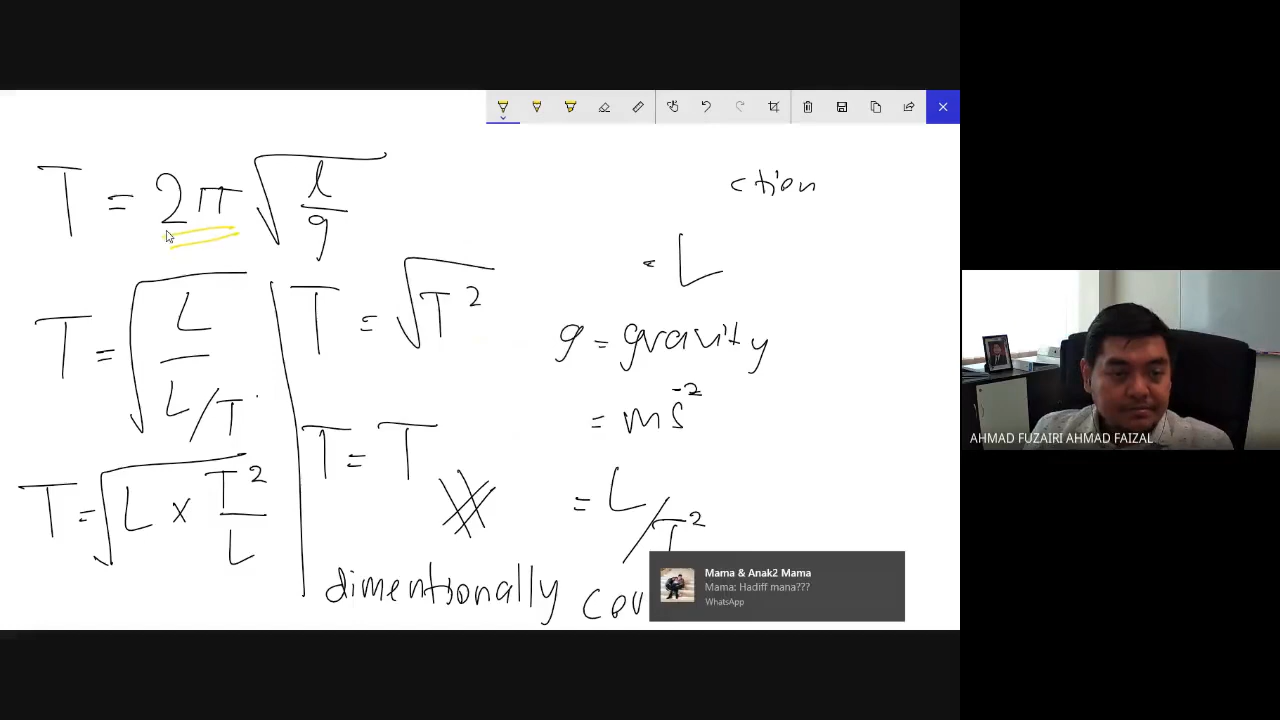 T = 2π √(l/g)
T = √(L / L/T)
T = √(L x T²/L)
T = √T²
T = T
dimentionally
ction
= L
g = gravity
= ms⁻²
= L/T²
Mama & Anak2 Mama
Mama: Hadiff mana???
WhatsApp
AHMAD FUZAIRI AHMAD FAIZAL